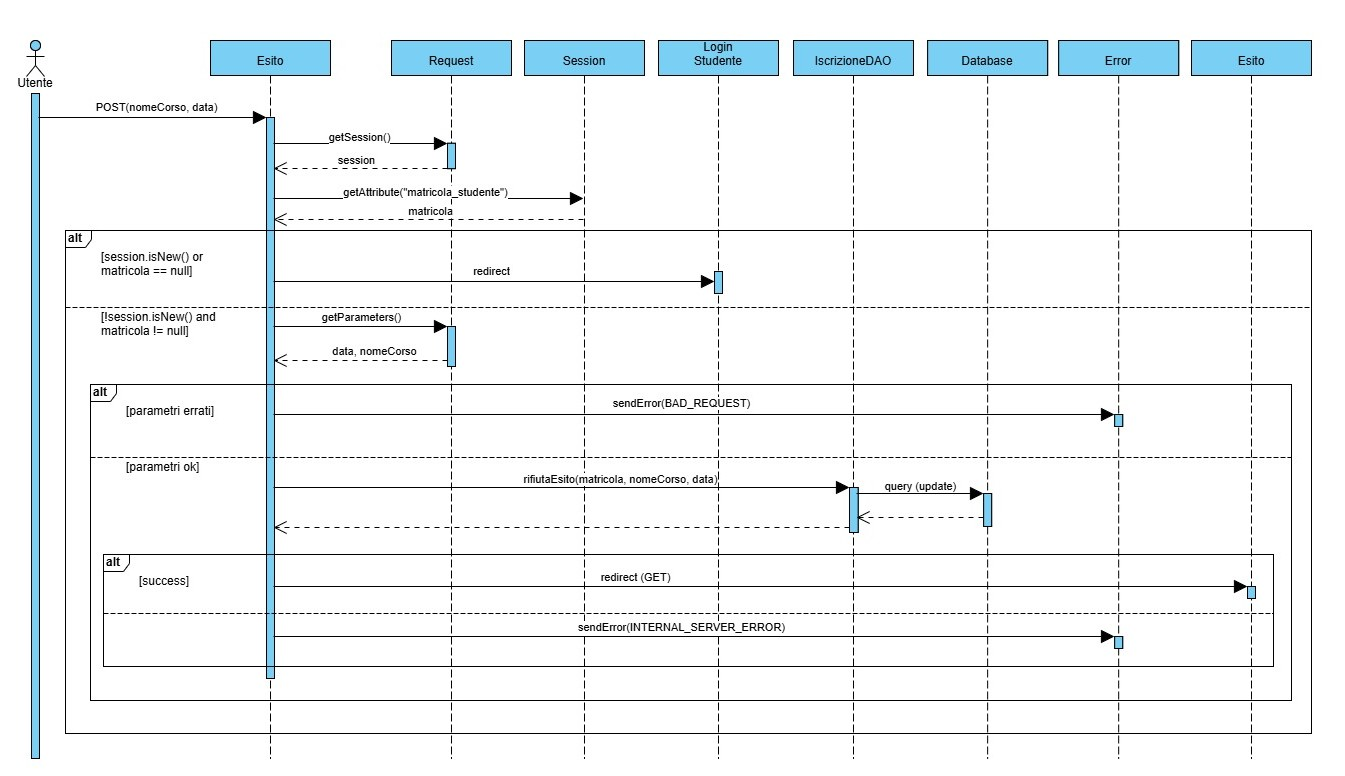 Utente
Esito
Request
Session
Login
Studente
IscrizioneDAO
Database
Error
Esito
POST(nomeCorso, data)
getSession()
session
getAttribute("matricola_studente")
matricola
alt
[session.isNew() or
matricola == null]
redirect
[!session.isNew() and
matricola != null]
getParameters()
data, nomeCorso
alt
[parametri errati]
sendError(BAD_REQUEST)
[parametri ok]
rifiutaEsito(matricola, nomeCorso, data)
query (update)
alt
[success]
redirect (GET)
sendError(INTERNAL_SERVER_ERROR)